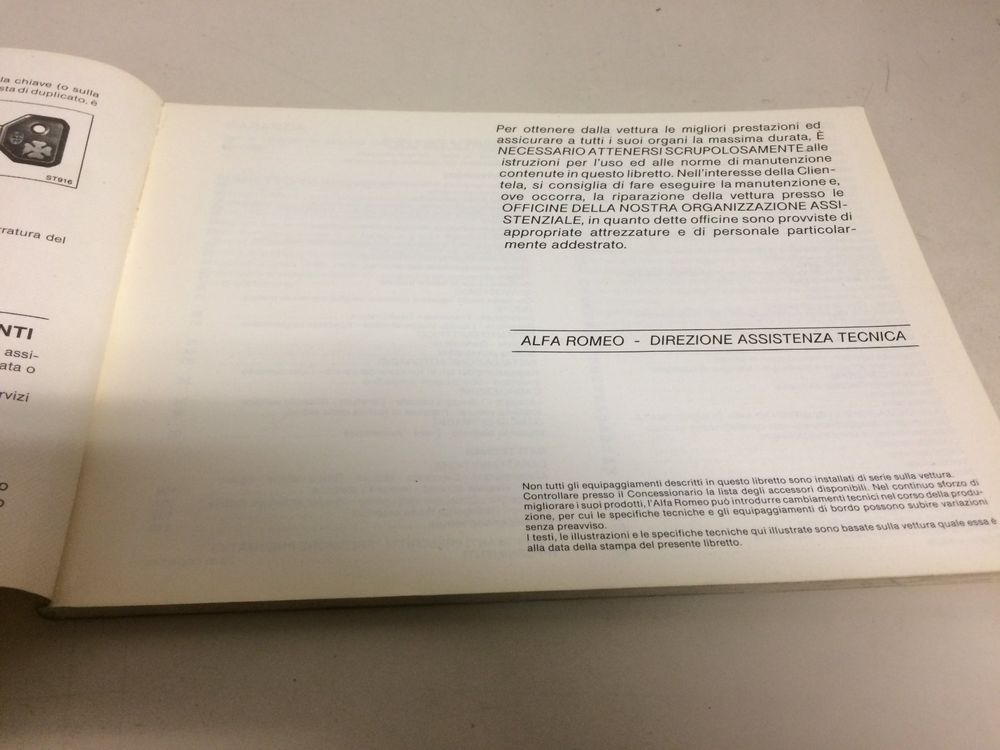 la chiave (o sulla
sta di duplicato, è
ST916
ratura del
NTI
assi-
ata o
rvizi
o
o
Per ottenere dalla vettura le migliori prestazioni ed
assicurare a tutti i suoi organi la massima durata, È
NECESSARIO ATTENERSI SCRUPOLOSAMENTE alle
istruzioni per l'uso ed alle norme di manutenzione
contenute in questo libretto. Nell'interesse della Clien-
tela, si consiglia di fare eseguire la manutenzione e,
ove occorra, la riparazione della vettura presso le
OFFICINE DELLA NOSTRA ORGANIZZAZIONE ASSI-
STENZIALE, in quanto dette officine sono provviste di
appropriate attrezzature e di personale particolar-
mente addestrato.
ALFA ROMEO - DIREZIONE ASSISTENZA TECNICA
Non tutti gli equipaggiamenti descritti in questo libretto sono installati di serie sulla vettura.
Controllare presso il Concessionario la lista degli accessori disponibili. Nel continuo sforzo di
migliorare i suoi prodotti, l'Alfa Romeo può introdurre cambiamenti tecnici nel corso della produ-
zione, per cui le specifiche tecniche e gli equipaggiamenti di bordo possono subire variazioni
senza preavviso.
I testi, le illustrazioni e le specifiche tecniche qui illustrate sono basate sulla vettura quale essa è
alla data della stampa del presente libretto.